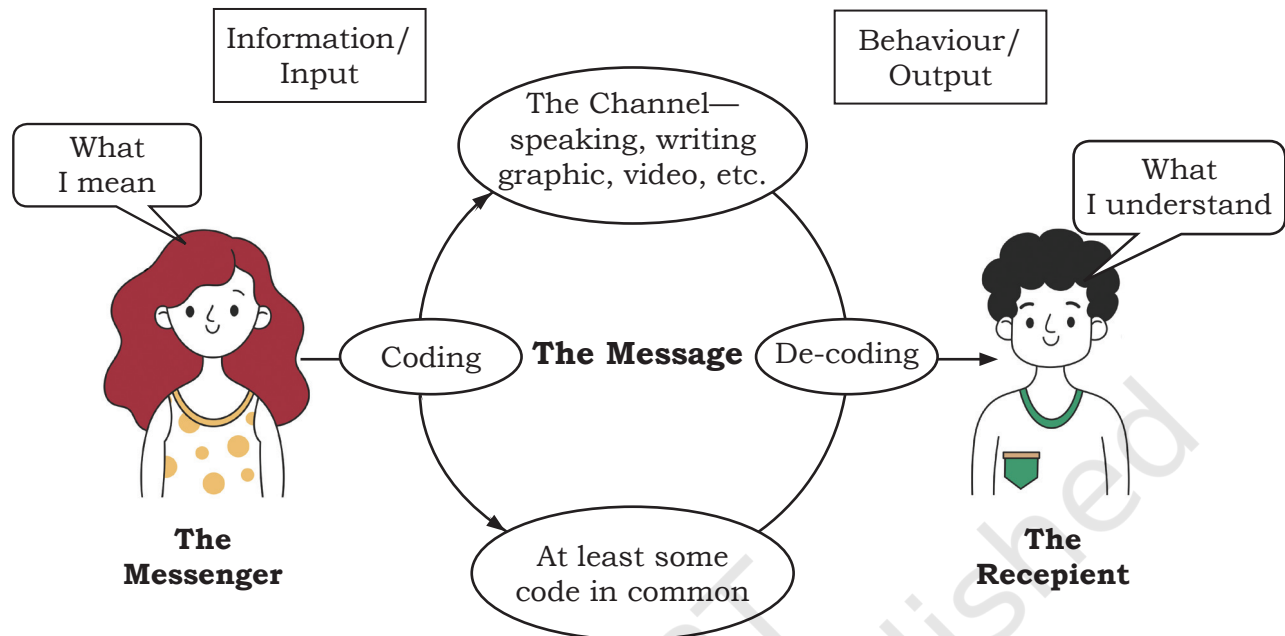 Information/
Input
Behaviour/
Output
The Channel—
speaking, writing
graphic, video, etc.
What
I mean
What
I understand
Coding
The Message
De-coding
The
Messenger
At least some
code in common
The
Recepient